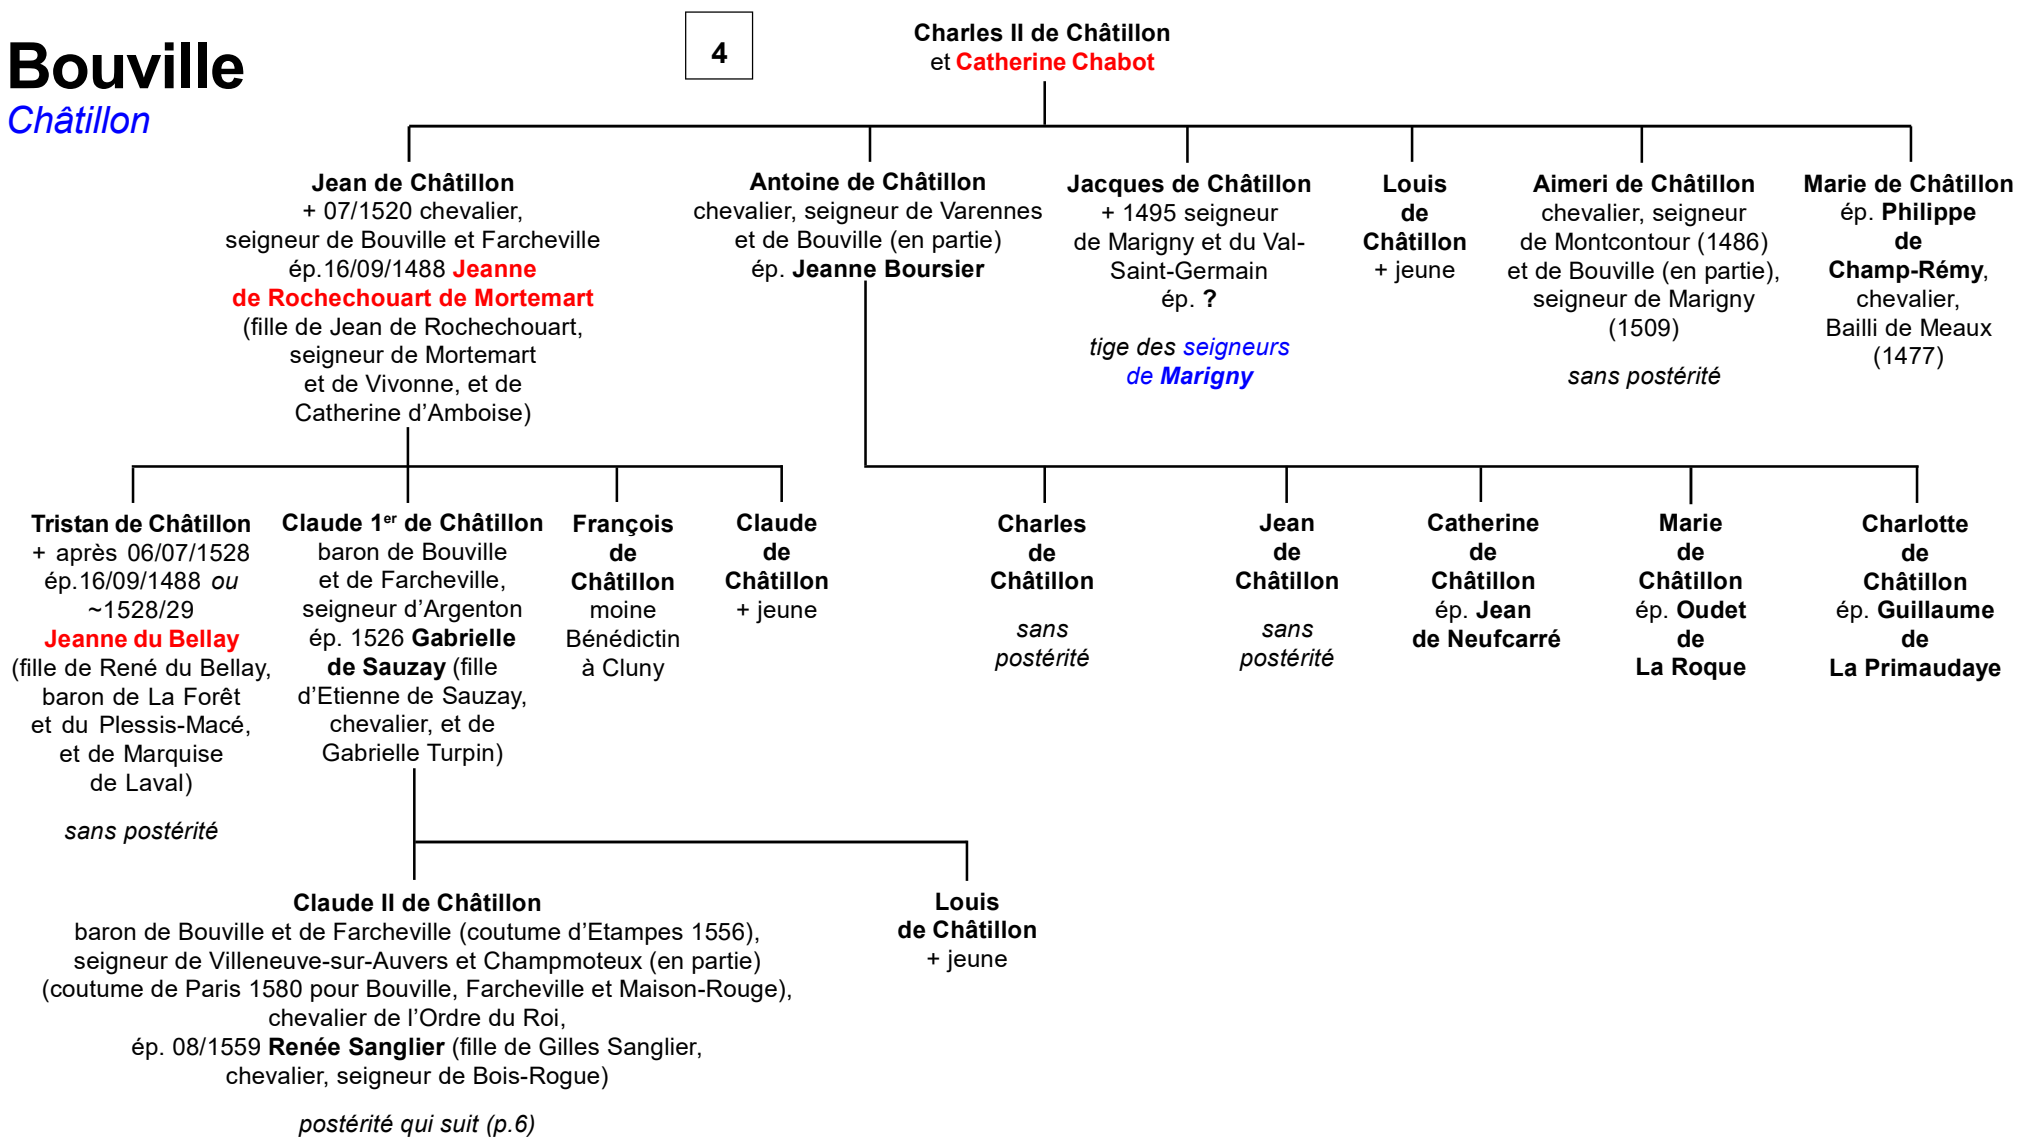 Bouville
Châtillon
4
Charles II de Châtillon
et Catherine Chabot
Jean de Châtillon
+ 07/1520 chevalier,
seigneur de Bouville et Farcheville
ép.16/09/1488 Jeanne
de Rochechouart de Mortemart
(fille de Jean de Rochechouart,
seigneur de Mortemart
et de Vivonne, et de
Catherine d’Amboise)
Antoine de Châtillon
chevalier, seigneur de Varennes
et de Bouville (en partie)
ép. Jeanne Boursier
Jacques de Châtillon
+ 1495 seigneur
de Marigny et du Val-
Saint-Germain
ép. ?
tige des seigneurs
de Marigny
Louis
de
Châtillon
+ jeune
Aimeri de Châtillon
chevalier, seigneur
de Montcontour (1486)
et de Bouville (en partie),
seigneur de Marigny
(1509)
sans postérité
Marie de Châtillon
ép. Philippe
de
Champ-Rémy,
chevalier,
Bailli de Meaux
(1477)
Tristan de Châtillon
+ après 06/07/1528
ép.16/09/1488 ou
~1528/29
Jeanne du Bellay
(fille de René du Bellay,
baron de La Forêt
et du Plessis-Macé,
et de Marquise
de Laval)
sans postérité
Claude 1er de Châtillon
baron de Bouville
et de Farcheville,
seigneur d’Argenton
ép. 1526 Gabrielle
de Sauzay (fille
d’Etienne de Sauzay,
chevalier, et de
Gabrielle Turpin)
François
de
Châtillon
moine
Bénédictin
à Cluny
Claude
de
Châtillon
+ jeune
Charles
de
Châtillon
sans
postérité
Jean
de
Châtillon
sans
postérité
Catherine
de
Châtillon
ép. Jean
de Neufcarré
Marie
de
Châtillon
ép. Oudet
de
La Roque
Charlotte
de
Châtillon
ép. Guillaume
de
La Primaudaye
Claude II de Châtillon
baron de Bouville et de Farcheville (coutume d’Etampes 1556),
seigneur de Villeneuve-sur-Auvers et Champmoteux (en partie)
(coutume de Paris 1580 pour Bouville, Farcheville et Maison-Rouge),
chevalier de l’Ordre du Roi,
ép. 08/1559 Renée Sanglier (fille de Gilles Sanglier,
chevalier, seigneur de Bois-Rogue)
postérité qui suit (p.6)
Louis
de Châtillon
+ jeune